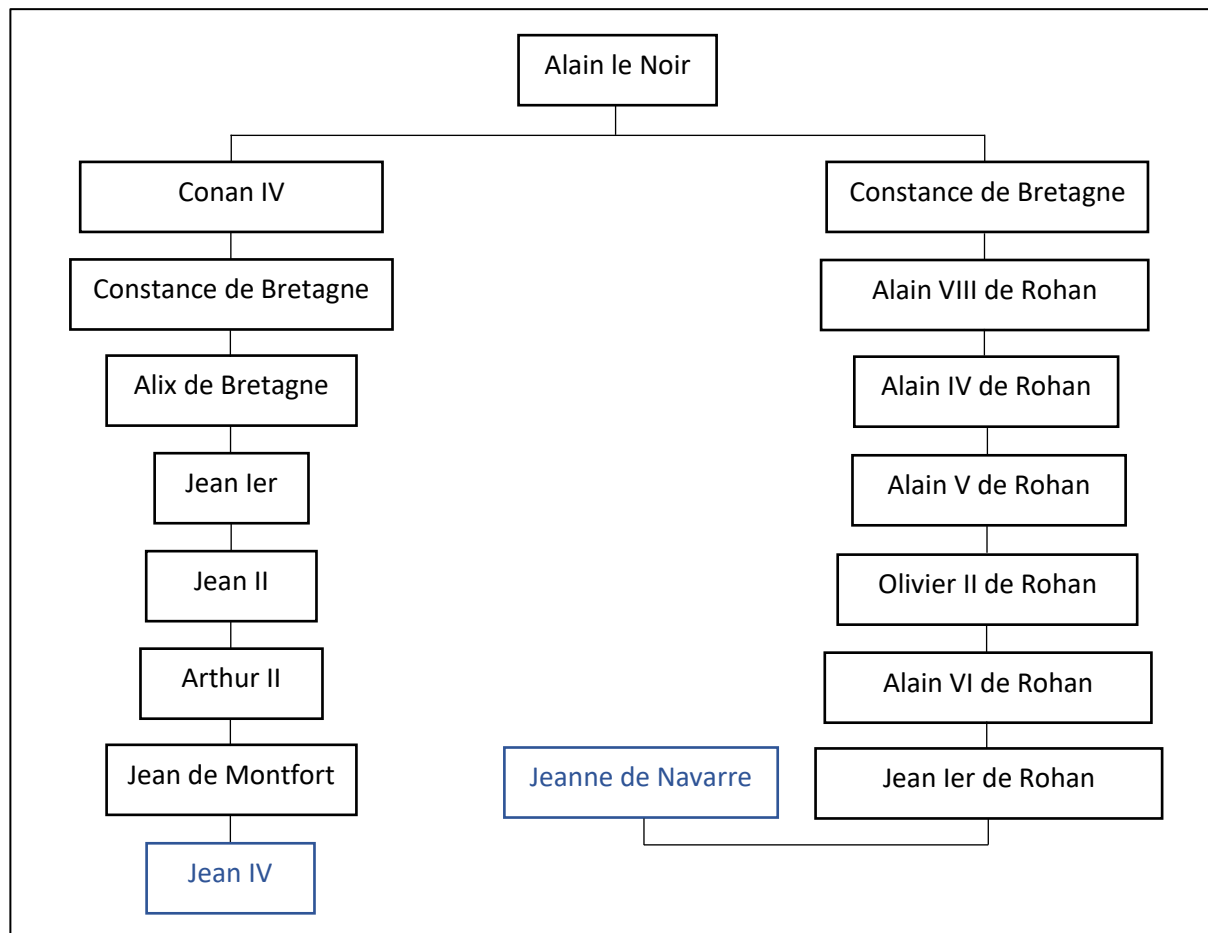 Alain le Noir
Conan IV
Constance de Bretagne
Constance de Bretagne
Alain VIII de Rohan
Alix de Bretagne
Alain IV de Rohan
Jean Ier
Alain V de Rohan
Jean II
Olivier II de Rohan
Arthur II
Alain VI de Rohan
Jean de Montfort
Jeanne de Navarre
Jean Ier de Rohan
Jean IV